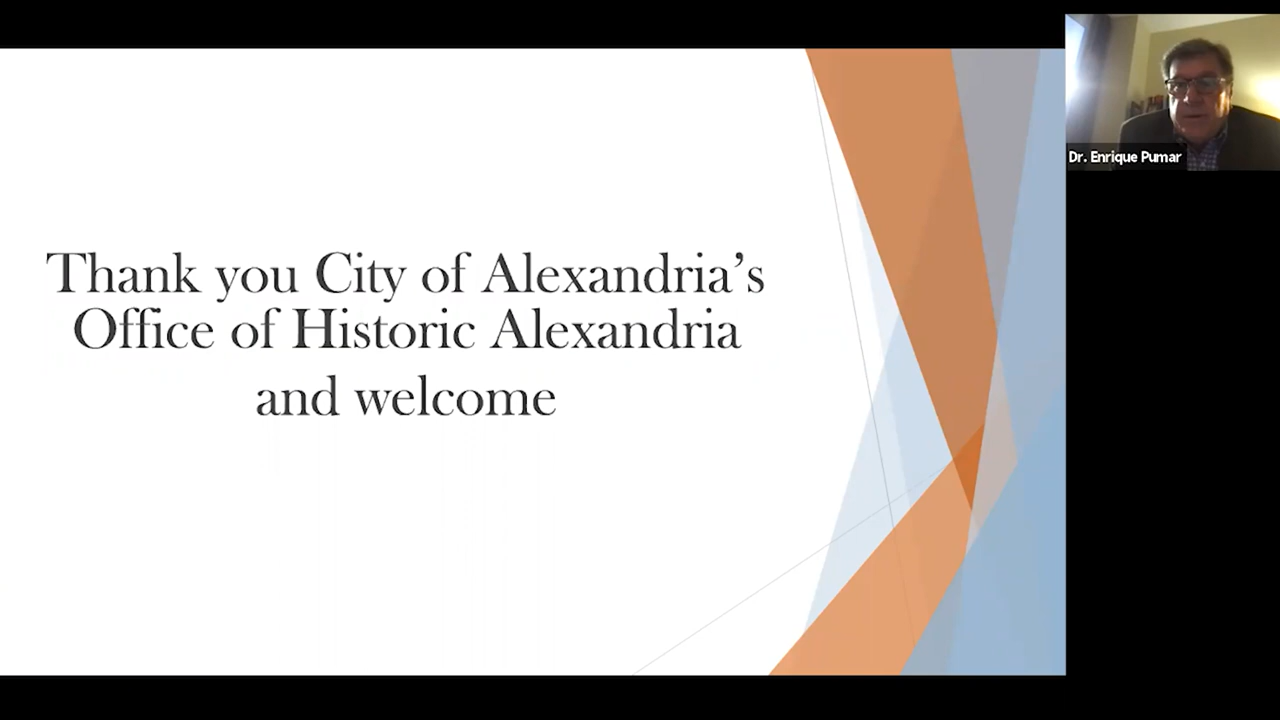 Thank you City of Alexandria’s
Office of Historic Alexandria
and welcome
Dr. Enrique Pumar